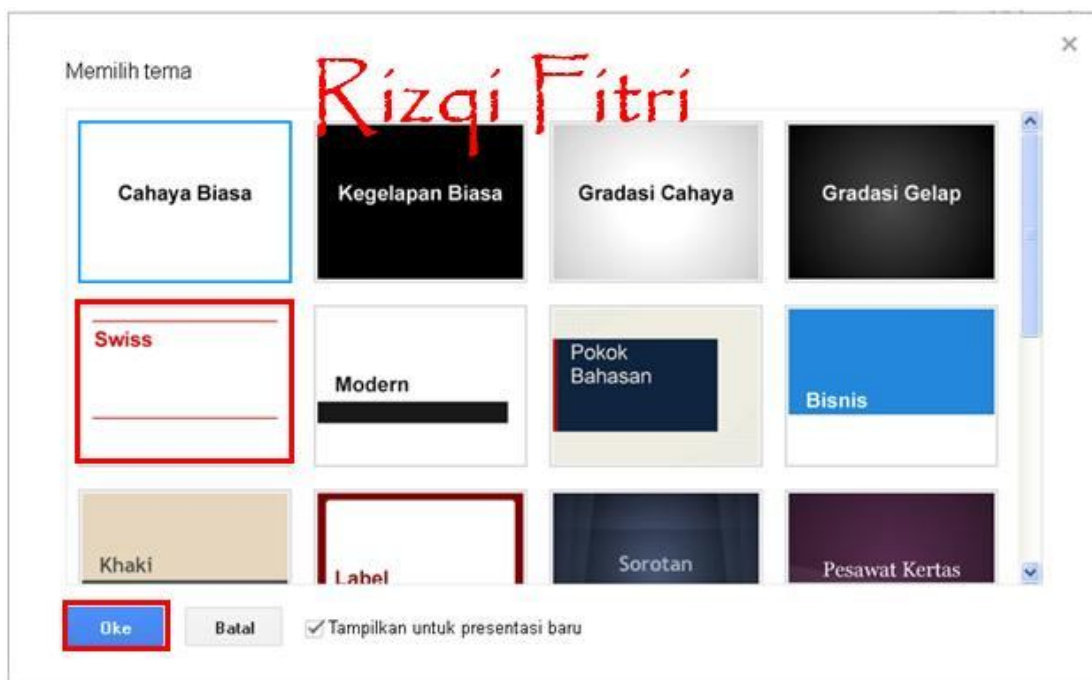 Memilih tema
Rizqi Fitri
Cahaya Biasa
Kegelapan Biasa
Gradasi Cahaya
Gradasi Gelap
Swiss
Modern
Pokok
Bahasan
Bisnis
Khaki
Label
Sorotan
Pesawat Kertas
Oke
Batal
Tampilkan untuk presentasi baru